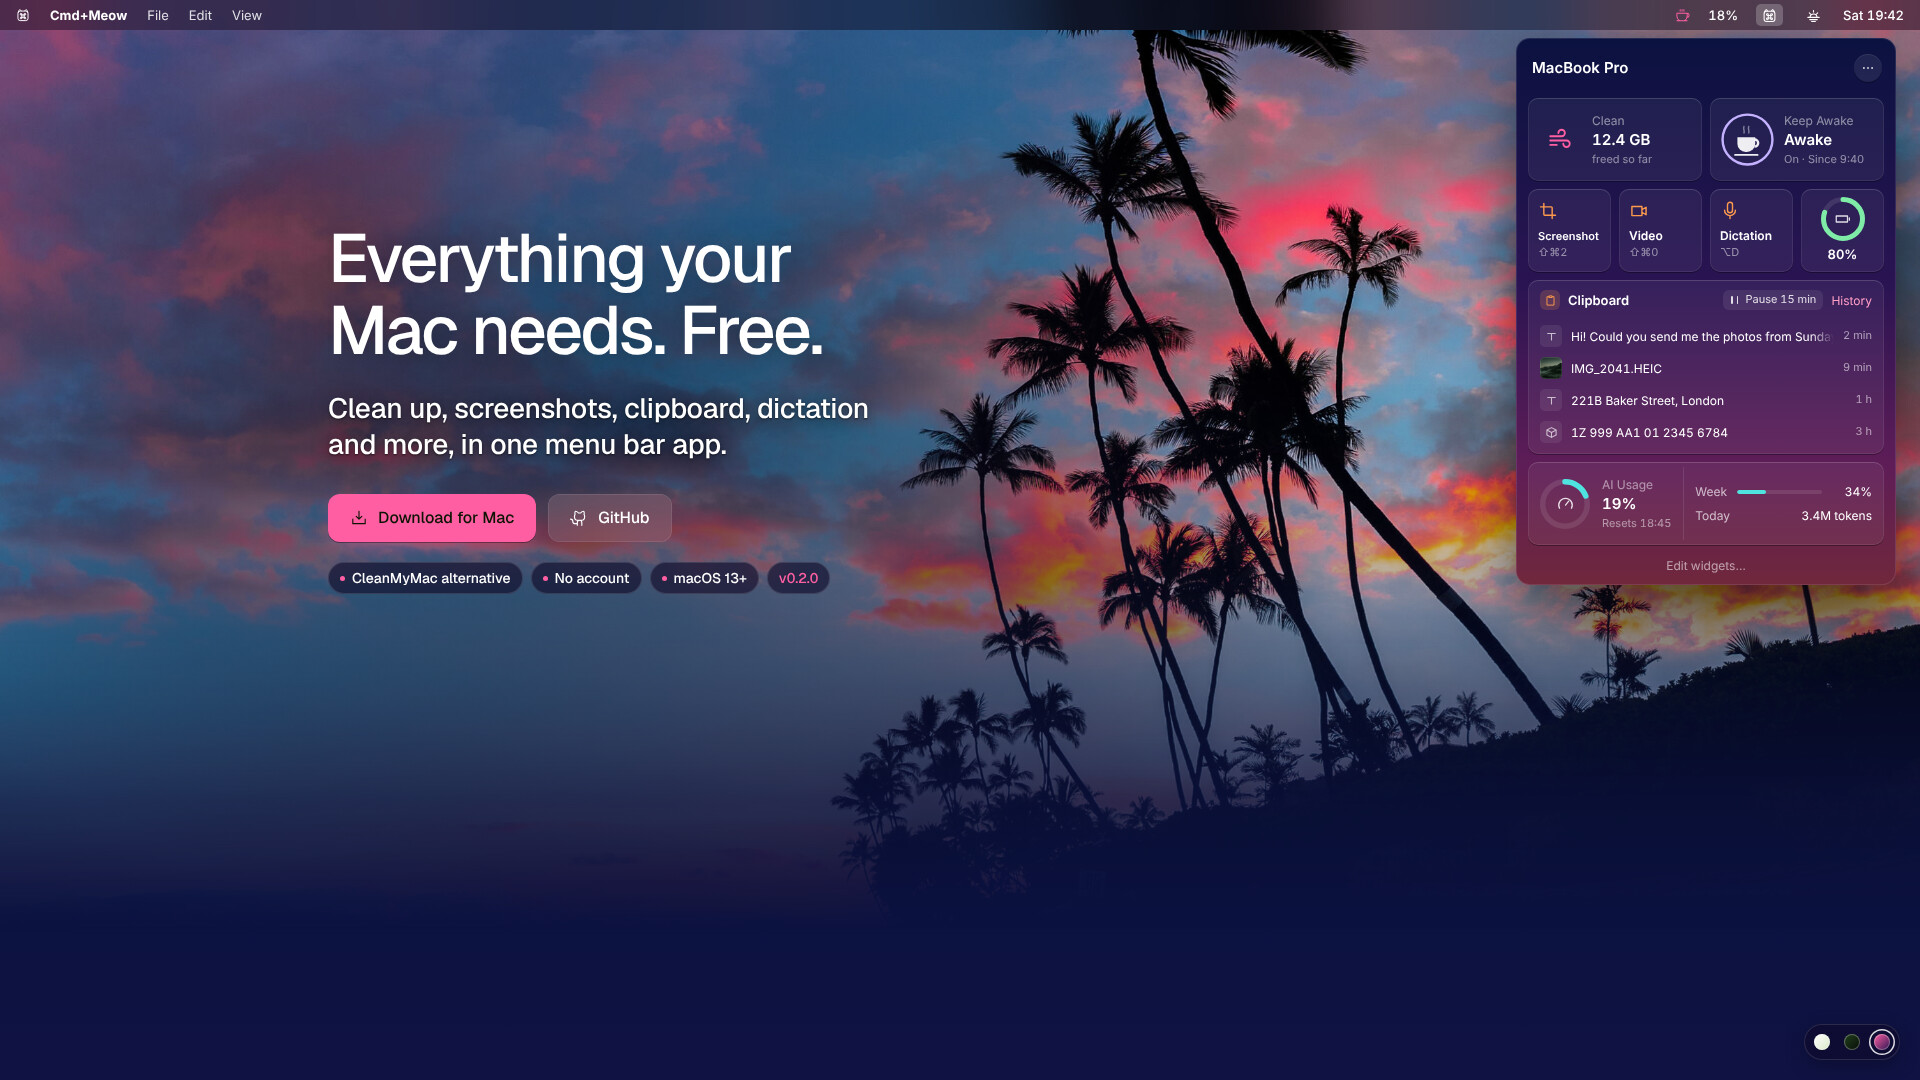 Cmd+Meow File Edit View
18% Sat 19:42
Everything your
Mac needs. Free.
Clean up, screenshots, clipboard, dictation
and more, in one menu bar app.
Download for Mac
GitHub
CleanMyMac alternative
No account
macOS 13+
v0.2.0
MacBook Pro
Clean
12.4 GB
freed so far
Keep Awake
Awake
On · Since 9:40
Screenshot
⇧⌘2
Video
⇧⌘0
Dictation
⌥D
80%
Clipboard
Pause 15 min
History
Hi! Could you send me the photos from Sunda 2 min
IMG_2041.HEIC 9 min
221B Baker Street, London 1 h
1Z 999 AA1 01 2345 6784 3 h
AI Usage
19%
Resets 18:45
Week 34%
Today 3.4M tokens
Edit widgets...